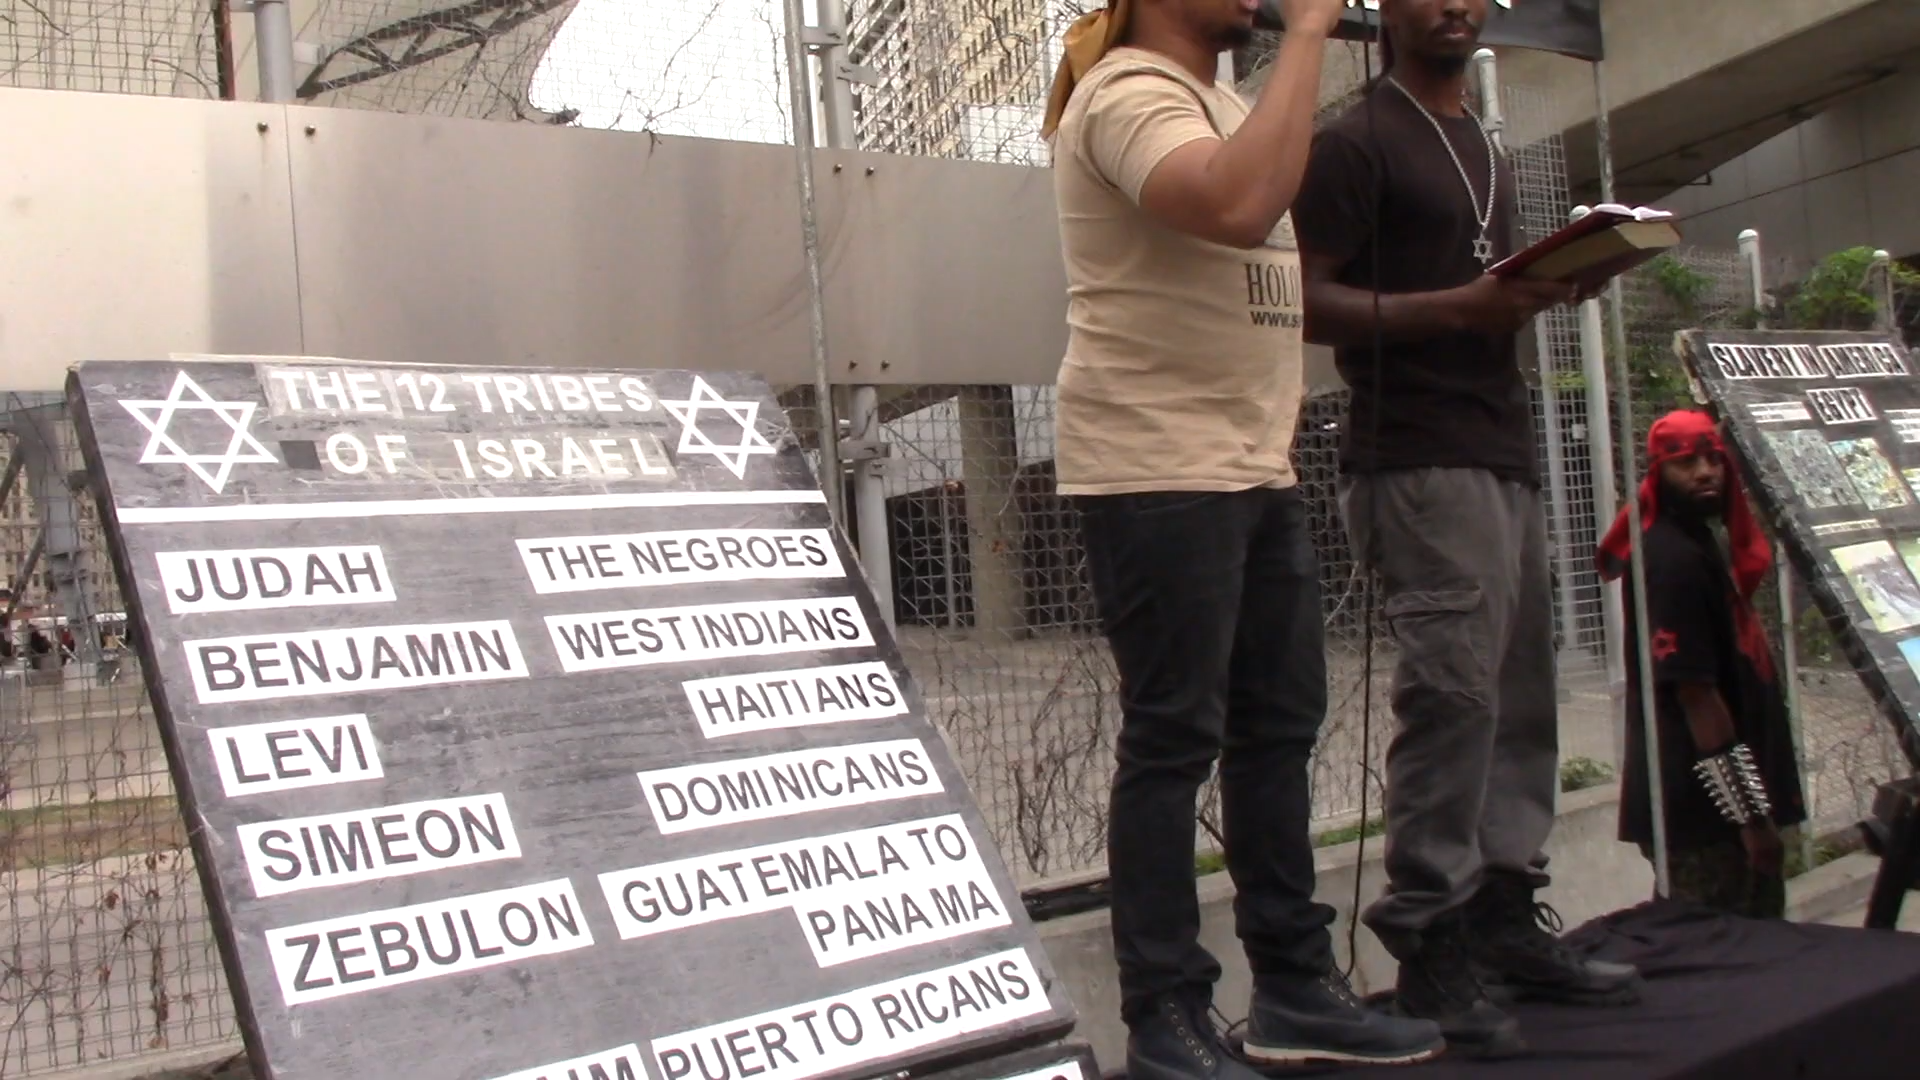 THE 12 TRIBES
OF ISRAEL
JUDAH THE NEGROES
BENJAMIN WEST INDIANS
LEVI HAITIANS
SIMEON DOMINICANS
ZEBULON GUATEMALA TO
PANAMA
PUERTO RICANS
HOLO
WWW.
SLAVERY IN AMERICA
EGYPT